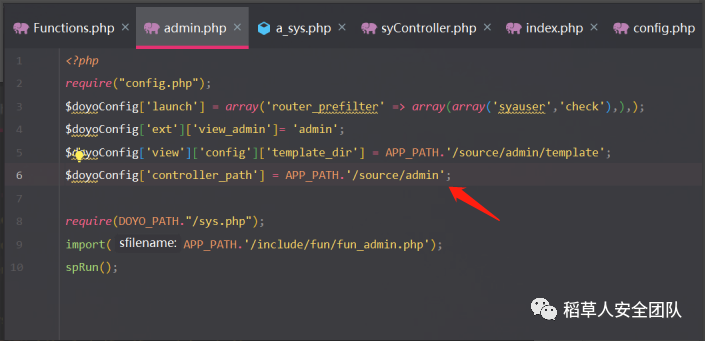 Functions.php × admin.php × a_sys.php × syController.php × index.php × config.php
1 <?php
2 require("config.php");
3 $doyoConfig['launch'] = array('router_prefilter' => array(array('syauser','check'),),);
4 $doyoConfig['ext']['view_admin']= 'admin';
5 $doyoConfig['view']['config']['template_dir'] = APP_PATH.'/source/admin/template';
6 $doyoConfig['controller_path'] = APP_PATH.'/source/admin';
7
8 require(DOYO_PATH."/sys.php");
9 import( sfilename: APP_PATH.'/include/fun/fun_admin.php');
10 spRun();
稻草人安全团队